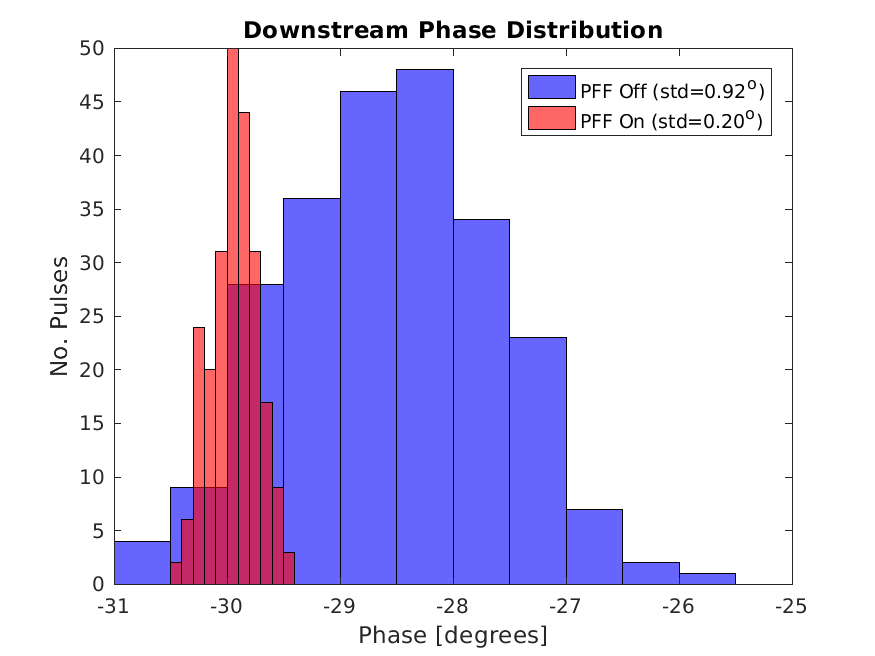 Downstream Phase Distribution
PFF Off (std=0.92°)
PFF On (std=0.20°)
No. Pulses
50
45
40
35
30
25
20
15
10
5
0
-31 -30 -29 -28 -27 -26 -25
Phase [degrees]